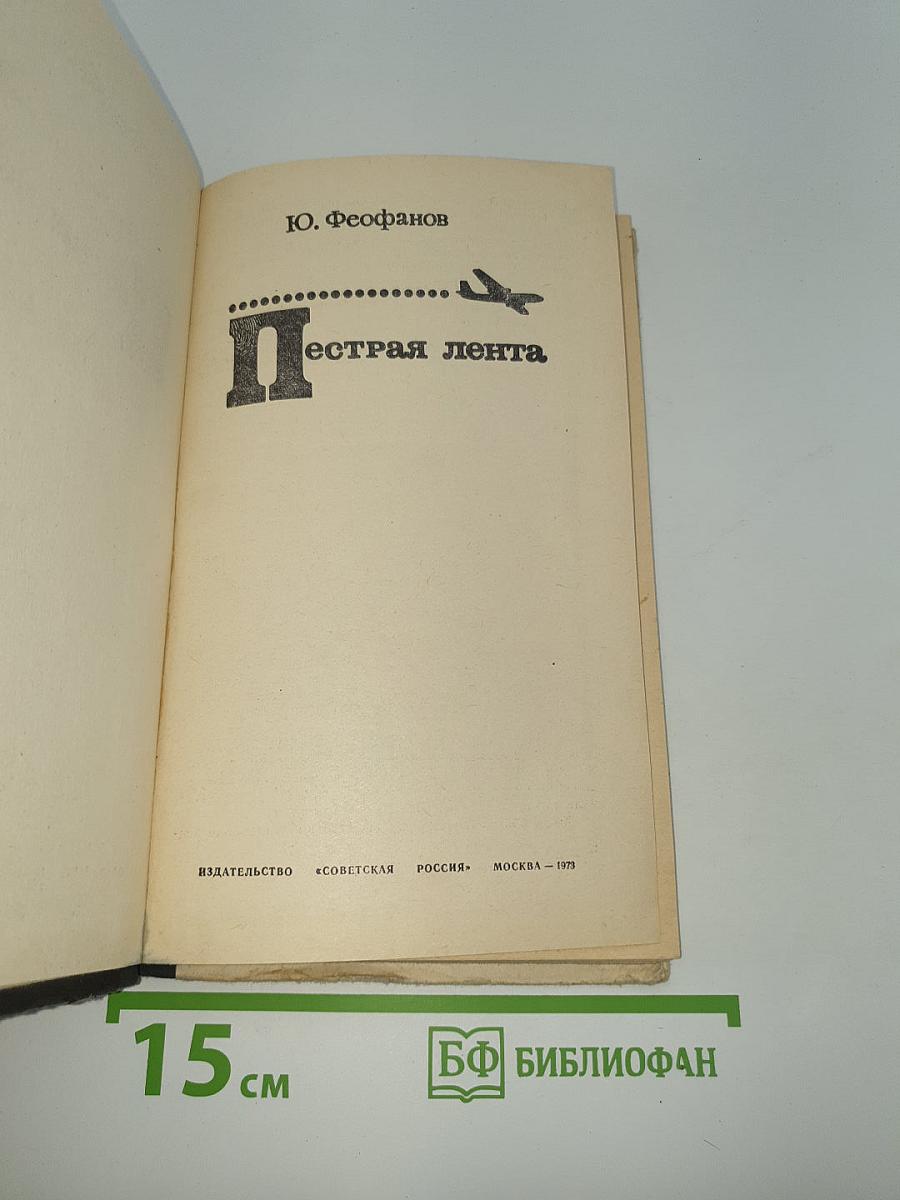 Ю. Феофанов
Пестрая лента
ИЗДАТЕЛЬСТВО «СОВЕТСКАЯ РОССИЯ» МОСКВА — 1973
15 см
БФ БИБЛИОФАН